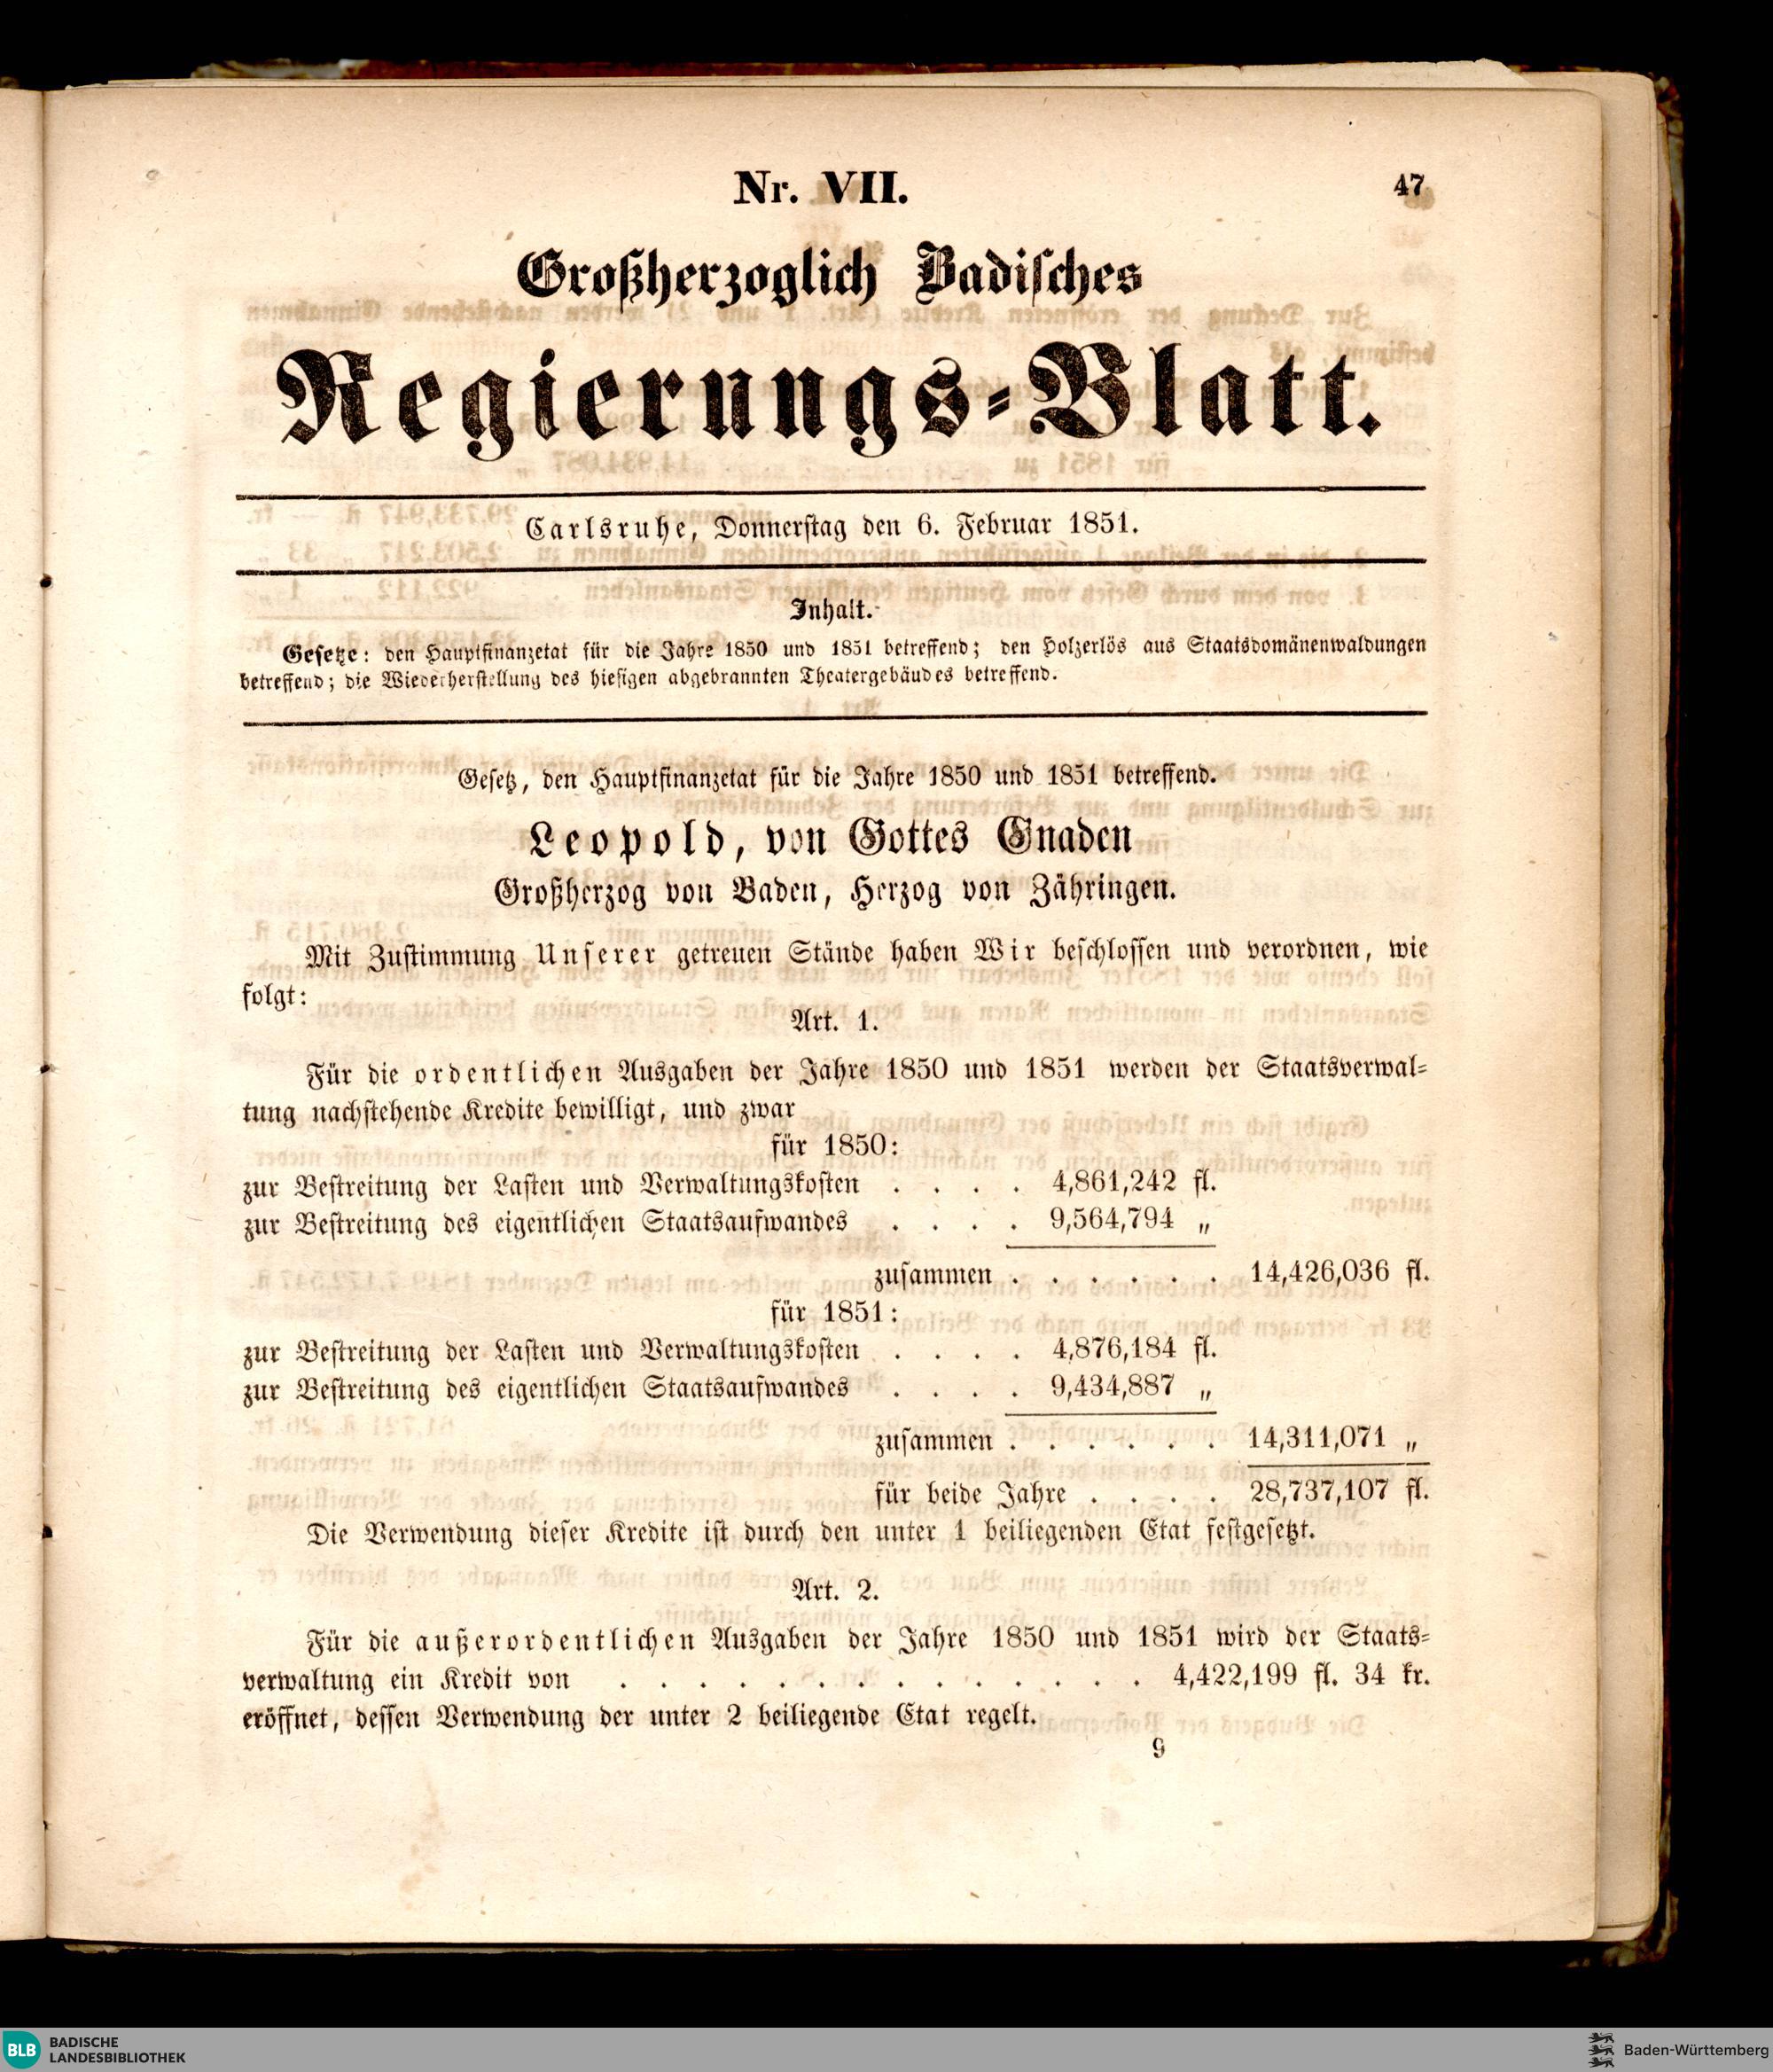 Nr. VII.
47
Großherzoglich Badisches
Regierungs-Blatt.
Carlsruhe, Donnerstag den 6. Februar 1851.
Inhalt.
Gesetze: den Hauptfinanzetat für die Jahre 1850 und 1851 betreffend; den Holzerlös aus Staatsdomänenwaldungen
betreffend; die Wiederherstellung des hiesigen abgebrannten Theatergebäudes betreffend.
Gesetz, den Hauptfinanzetat für die Jahre 1850 und 1851 betreffend.
Leopold, von Gottes Gnaden
Großherzog von Baden, Herzog von Zähringen.
Mit Zustimmung Unserer getreuen Stände haben Wir beschlossen und verordnen, wie
folgt:
Art. 1.
Für die ordentlichen Ausgaben der Jahre 1850 und 1851 werden der Staatsverwal-
tung nachstehende Kredite bewilligt, und zwar
für 1850:
zur Bestreitung der Lasten und Verwaltungskosten . . . . 4,861,242 fl.
zur Bestreitung des eigentlichen Staatsaufwandes . . . . 9,564,794 „
zusammen . . . . . . 14,426,036 fl.
für 1851:
zur Bestreitung der Lasten und Verwaltungskosten . . . . 4,876,184 fl.
zur Bestreitung des eigentlichen Staatsaufwandes . . . . 9,434,887 „
zusammen . . . . . . 14,311,071 „
für beide Jahre . . . . 28,737,107 fl.
Die Verwendung dieser Kredite ist durch den unter 1 beiliegenden Etat festgesetzt.
Art. 2.
Für die außerordentlichen Ausgaben der Jahre 1850 und 1851 wird der Staats-
verwaltung ein Kredit von . . . . . . . . . . . . . . 4,422,199 fl. 34 kr.
eröffnet, dessen Verwendung der unter 2 beiliegende Etat regelt.
9
BLB BADISCHE
LANDESBIBLIOTHEK
Baden-Württemberg